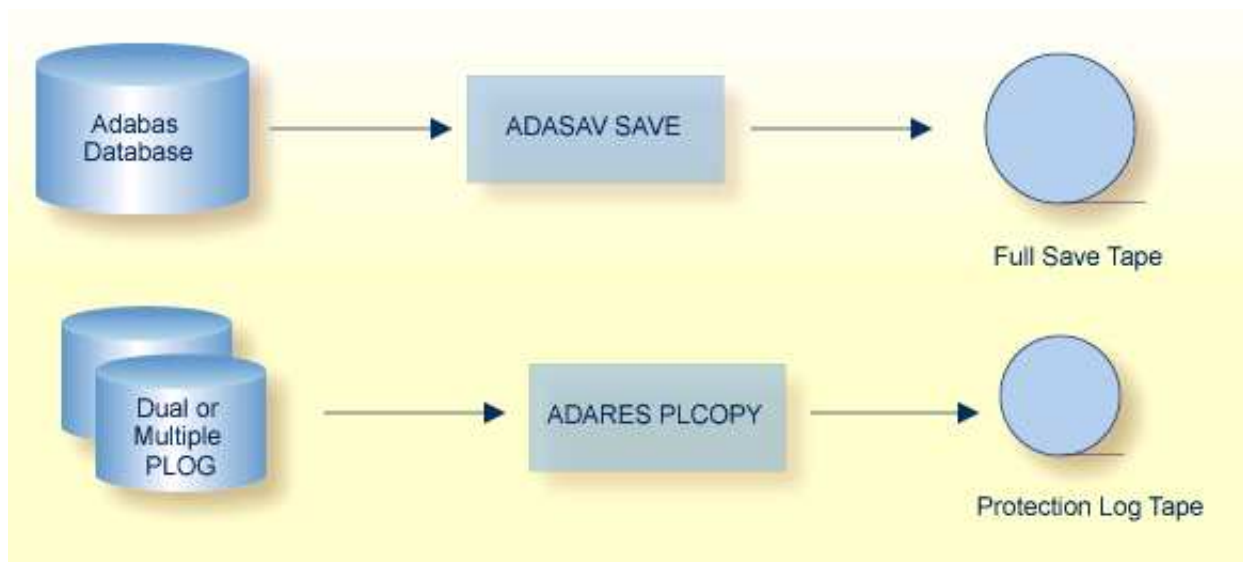 Adabas
Database
ADASAV SAVE
Full Save Tape
Dual or
Multiple
PLOG
ADARES PLCOPY
Protection Log Tape